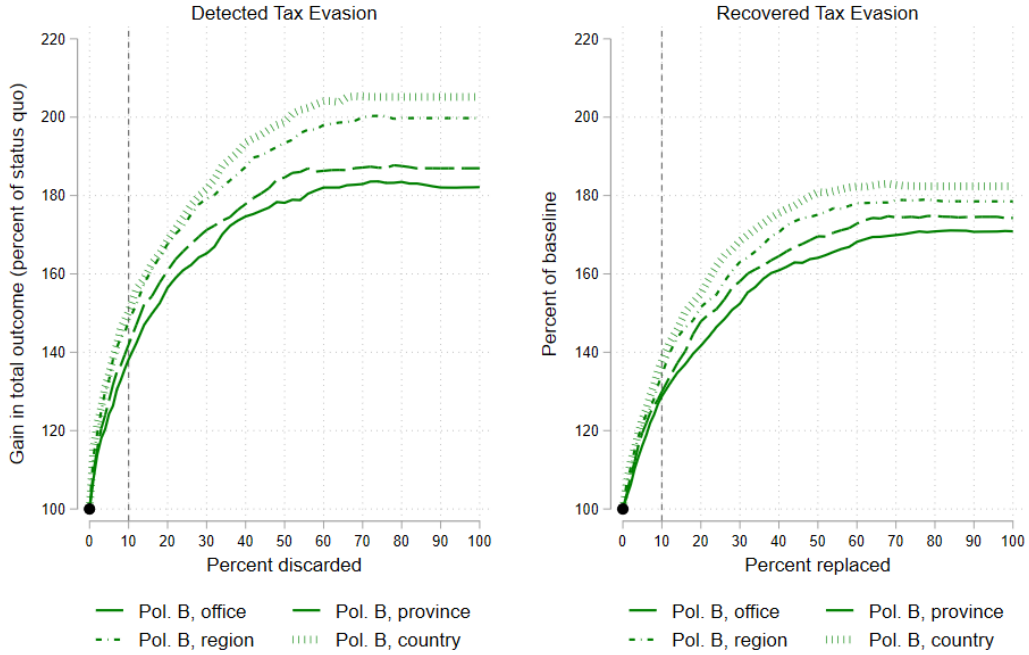 Detected Tax Evasion
Gain in total outcome (percent of status quo)
220
200
180
160
140
120
100
0 10 20 30 40 50 60 70 80 90 100
Percent discarded
Pol. B, office Pol. B, province
Pol. B, region Pol. B, country
Recovered Tax Evasion
Percent of baseline
220
200
180
160
140
120
100
0 10 20 30 40 50 60 70 80 90 100
Percent replaced
Pol. B, office Pol. B, province
Pol. B, region Pol. B, country